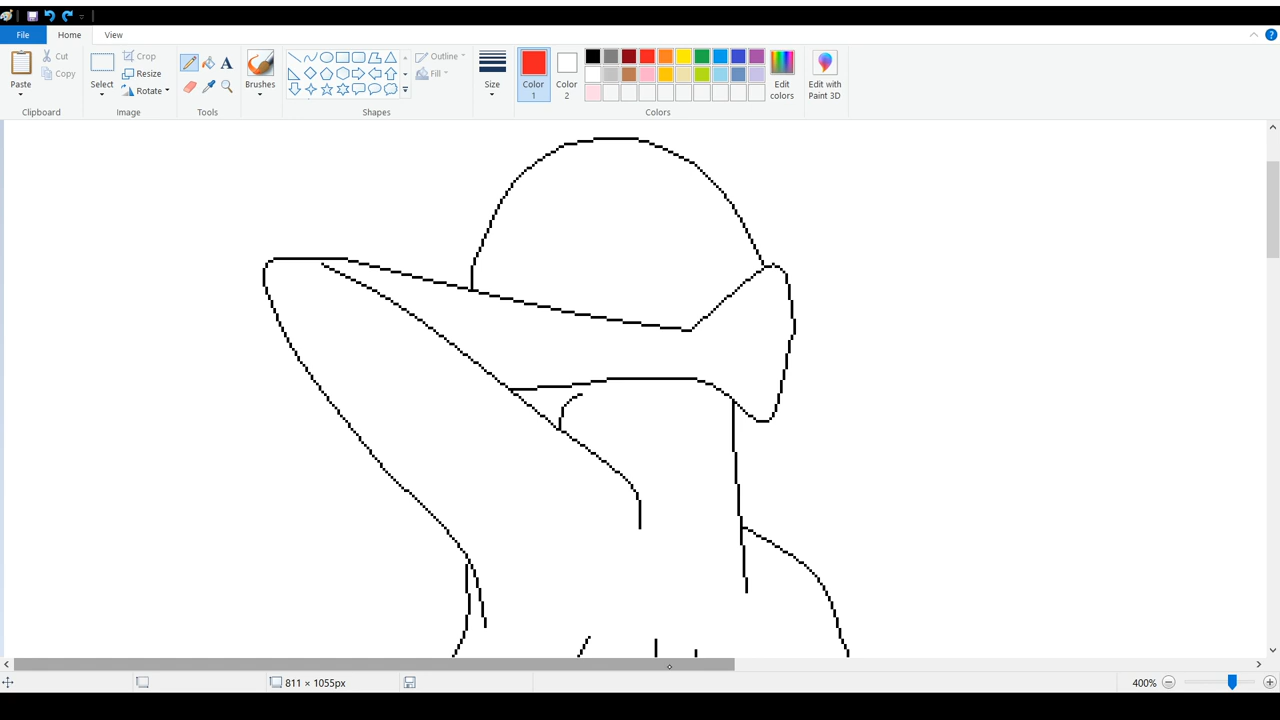 File
Home
View
Paste
Cut
Copy
Clipboard
Select
Crop
Resize
Rotate
Image
Tools
Brushes
Outline
Fill
Shapes
Size
Color
1
Color
2
Edit
colors
Colors
Edit with
Paint 3D
811 × 1055px
400%